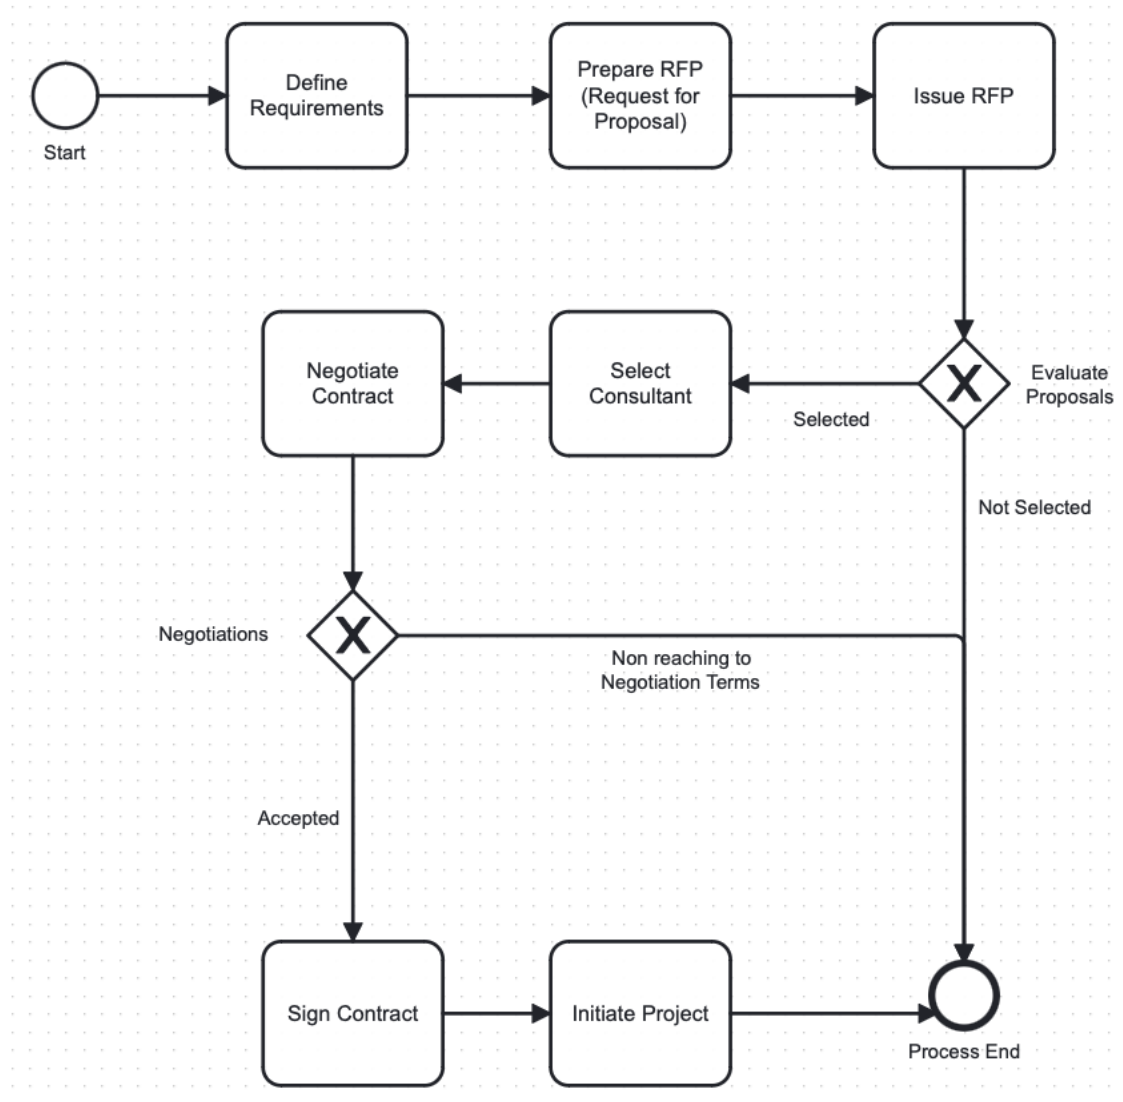 Start
Define
Requirements
Prepare RFP
(Request for
Proposal)
Issue RFP
Evaluate
Proposals
Selected
Select
Consultant
Negotiate
Contract
Not Selected
Negotiations
Non reaching to
Negotiation Terms
Accepted
Sign Contract
Initiate Project
Process End